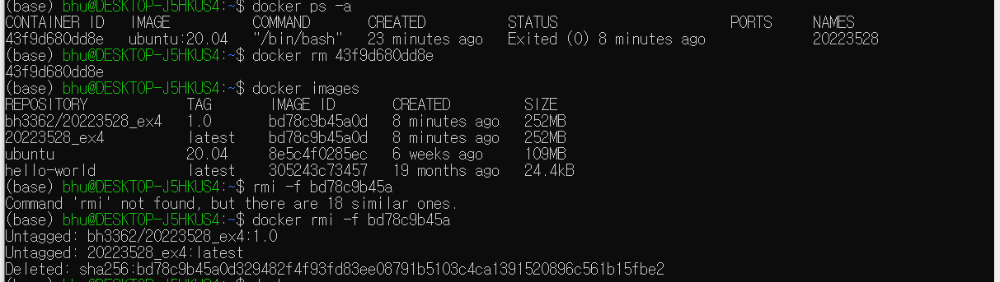 (base) bhu@DESKTOP-J5HKUS4:~$ docker ps -a
CONTAINER ID   IMAGE          COMMAND       CREATED          STATUS                     PORTS     NAMES
43f9d680dd8e   ubuntu:20.04   "/bin/bash"   23 minutes ago   Exited (0) 8 minutes ago             20223528
(base) bhu@DESKTOP-J5HKUS4:~$ docker rm 43f9d680dd8e
43f9d680dd8e
(base) bhu@DESKTOP-J5HKUS4:~$ docker images
REPOSITORY            TAG       IMAGE ID       CREATED         SIZE
bh3362/20223528_ex4   1.0       bd78c9b45a0d   8 minutes ago   252MB
20223528_ex4          latest    bd78c9b45a0d   8 minutes ago   252MB
ubuntu                20.04     8e5c4f0285ec   6 weeks ago     109MB
hello-world           latest    305243c73457   19 months ago   24.4kB
(base) bhu@DESKTOP-J5HKUS4:~$ rmi -f bd78c9b45a
Command 'rmi' not found, but there are 18 similar ones.
(base) bhu@DESKTOP-J5HKUS4:~$ docker rmi -f bd78c9b45a
Untagged: bh3362/20223528_ex4:1.0
Untagged: 20223528_ex4:latest
Deleted: sha256:bd78c9b45a0d329482f4f93fd83ee08791b5103c4ca1391520896c561b15fbe2